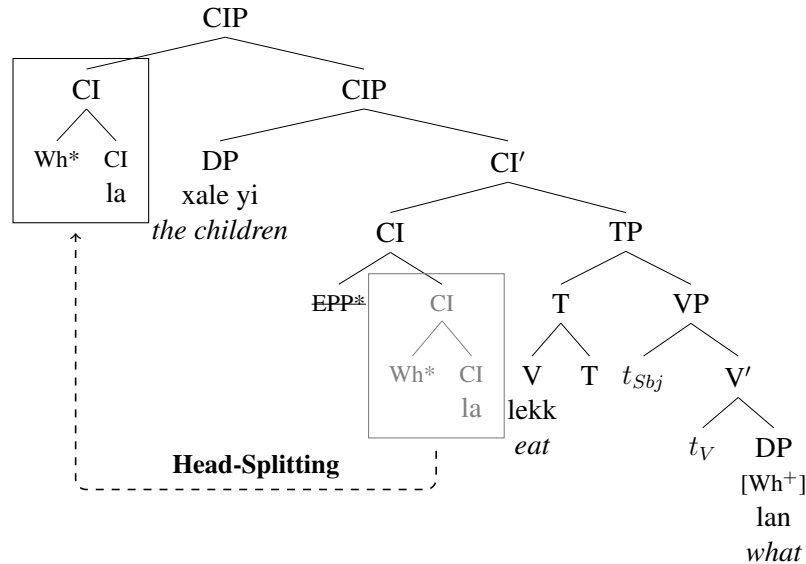 CIP
CI CIP
Wh* CI DP CI′
la xale yi
the children CI TP
EPP* CI T VP
Wh* CI V T t_Sbj V′
la lekk
eat t_V DP
Head-Splitting [Wh⁺]
lan
what